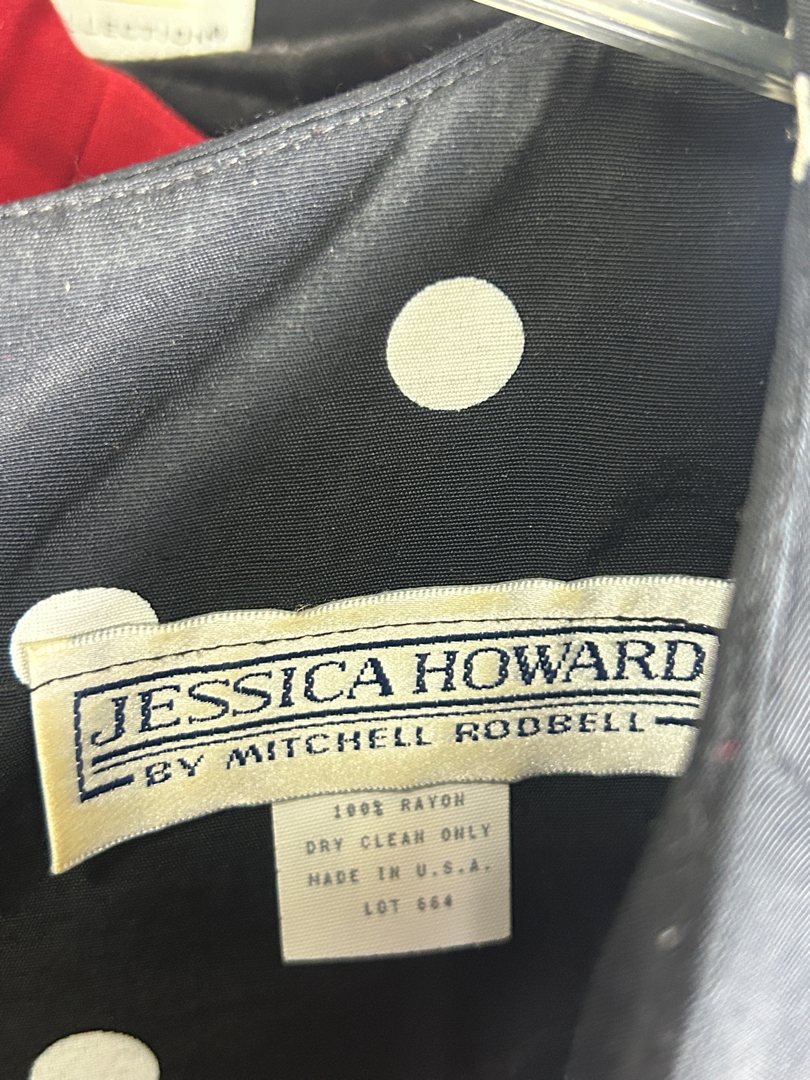 JESSICA HOWARD
BY MITCHELL RODBELL
100% RAYON
DRY CLEAN ONLY
MADE IN U.S.A.
LOT 664